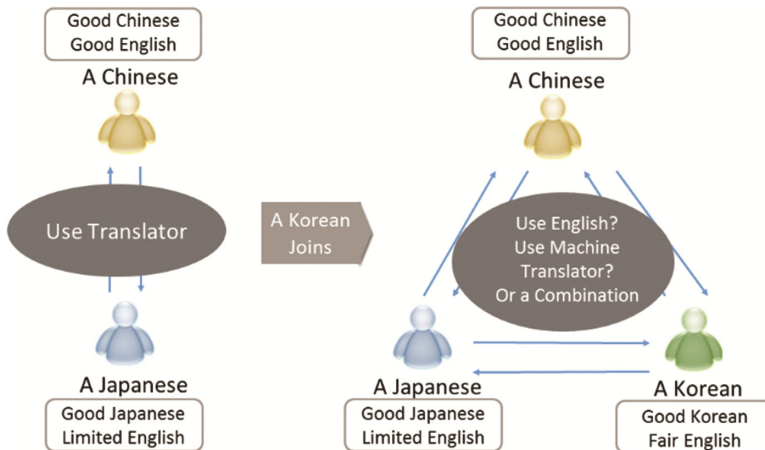 Good Chinese
Good English
A Chinese
Use Translator
A Japanese
Good Japanese
Limited English
A Korean
Joins
Good Chinese
Good English
A Chinese
Use English?
Use Machine
Translator?
Or a Combination
A Japanese
Good Japanese
Limited English
A Korean
Good Korean
Fair English